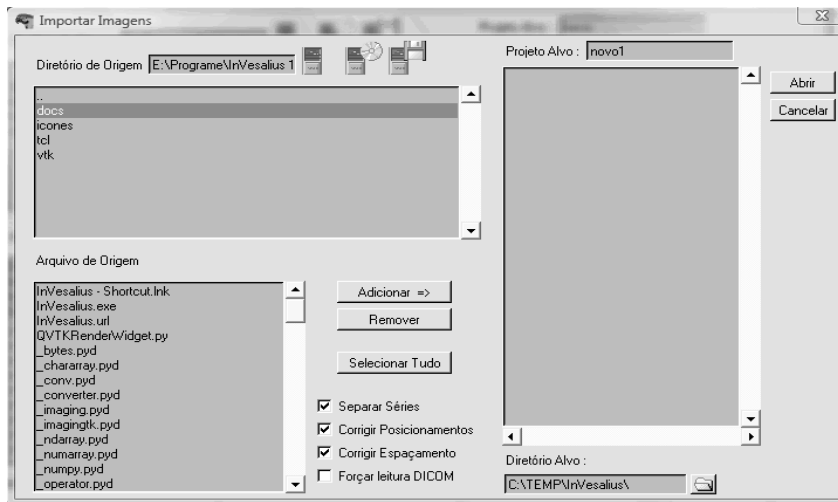 Importar Imagens
Diretório de Origem
E:\Programe\InVesalius 1
..
docs
icones
tcl
vtk
Arquivo de Origem
InVesalius - Shortcut.lnk
InVesalius.exe
InVesalius.url
QVTKRenderWidget.py
_bytes.pyd
_chararray.pyd
_conv.pyd
_converter.pyd
_imaging.pyd
_imagingtk.pyd
_ndarray.pyd
_numarray.pyd
_numpy.pyd
_operator.pyd
Adicionar =>
Remover
Selecionar Tudo
Separar Séries
Corrigir Posicionamentos
Corrigir Espaçamento
Forçar leitura DICOM
Projeto Alvo :
novo1
Diretório Alvo :
C:\TEMP\InVesalius\
Abrir
Cancelar